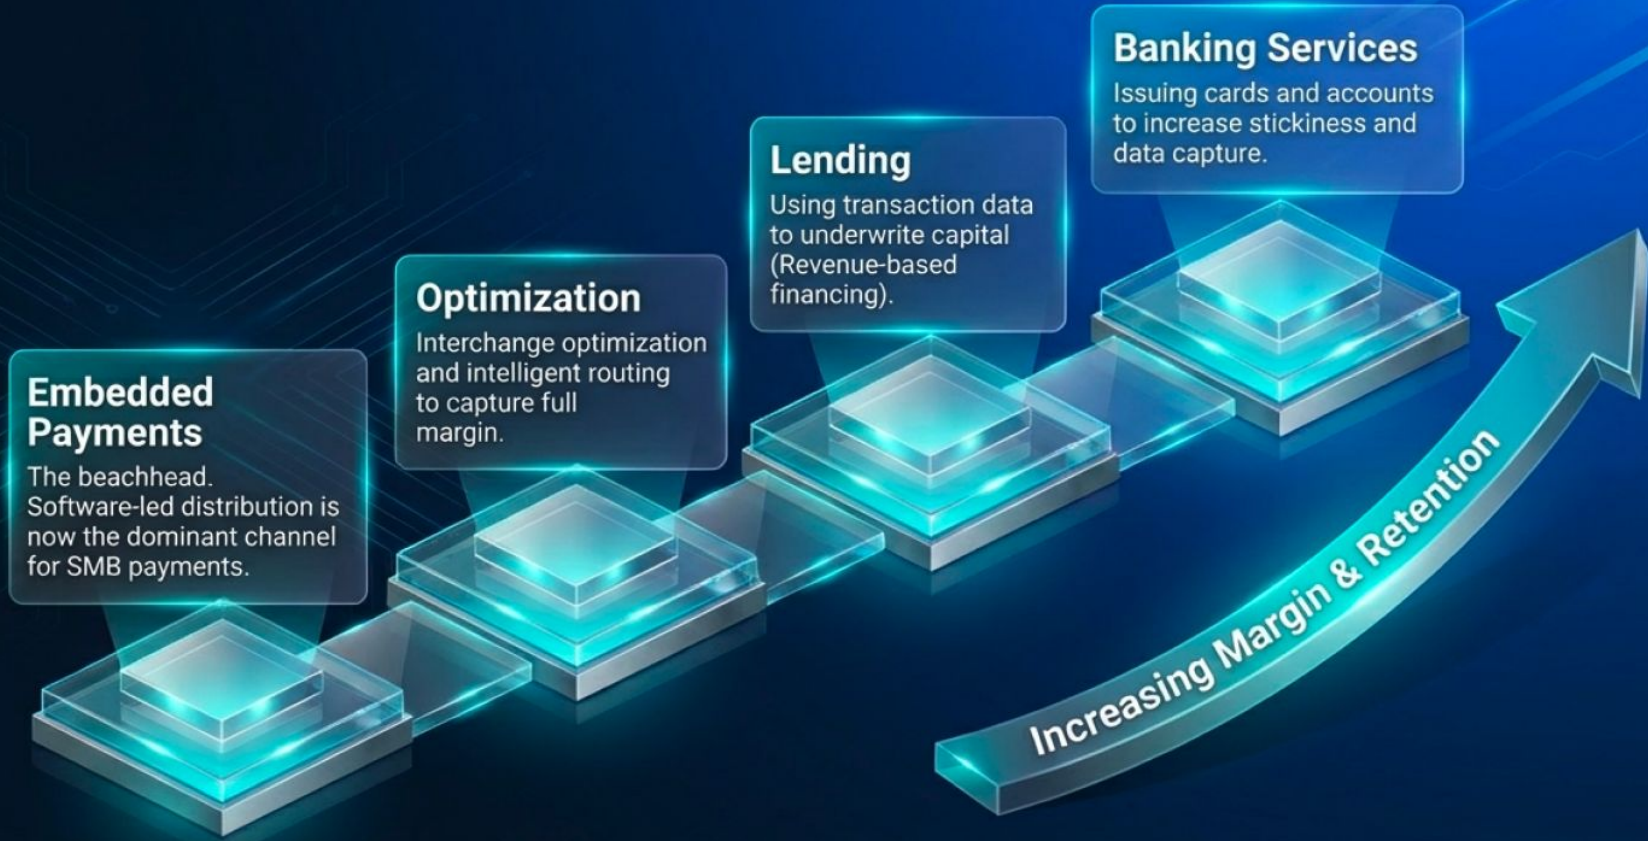 Embedded
Payments
The beachhead.
Software-led distribution is
now the dominant channel
for SMB payments.
Optimization
Interchange optimization
and intelligent routing
to capture full
margin.
Lending
Using transaction data
to underwrite capital
(Revenue-based
financing).
Banking Services
Issuing cards and accounts
to increase stickiness and
data capture.
Increasing Margin & Retention